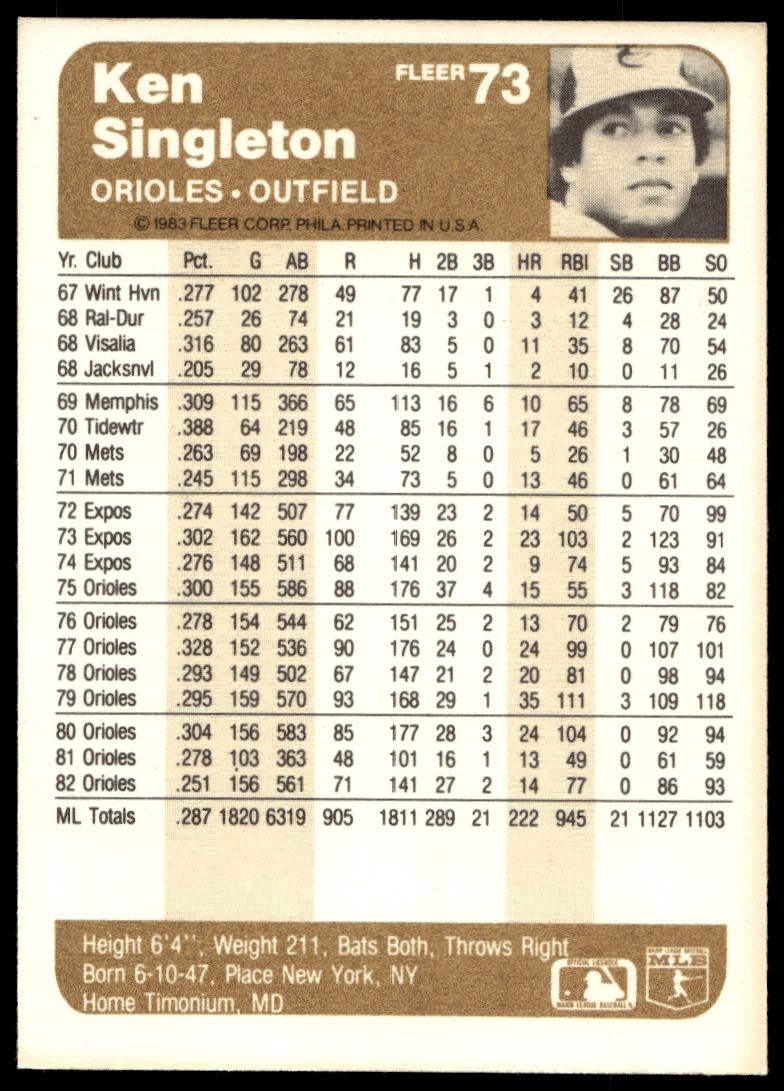 Ken
FLEER 73
Singleton
ORIOLES • OUTFIELD
© 1983 FLEER CORP. PHILA. PRINTED IN U.S.A.
Yr. Club Pct. G AB R H 2B 3B HR RBI SB BB SO
67 Wint Hvn .277 102 278 49 77 17 1 4 41 26 87 50
68 Ral-Dur .257 26 74 21 19 3 0 3 12 4 28 24
68 Visalia .316 80 263 61 83 5 0 11 35 8 70 54
68 Jacksnvl .205 29 78 12 16 5 1 2 10 0 11 26
69 Memphis .309 115 366 65 113 16 6 10 65 8 78 69
70 Tidewtr .388 64 219 48 85 16 1 17 46 3 57 26
70 Mets .263 69 198 22 52 8 0 5 26 1 30 48
71 Mets .245 115 298 34 73 5 0 13 46 0 61 64
72 Expos .274 142 507 77 139 23 2 14 50 5 70 99
73 Expos .302 162 560 100 169 26 2 23 103 2 123 91
74 Expos .276 148 511 68 141 20 2 9 74 5 93 84
75 Orioles .300 155 586 88 176 37 4 15 55 3 118 82
76 Orioles .278 154 544 62 151 25 2 13 70 2 79 76
77 Orioles .328 152 536 90 176 24 0 24 99 0 107 101
78 Orioles .293 149 502 67 147 21 2 20 81 0 98 94
79 Orioles .295 159 570 93 168 29 1 35 111 3 109 118
80 Orioles .304 156 583 85 177 28 3 24 104 0 92 94
81 Orioles .278 103 363 48 101 16 1 13 49 0 61 59
82 Orioles .251 156 561 71 141 27 2 14 77 0 86 93
ML Totals .287 1820 6319 905 1811 289 21 222 945 21 1127 1103
Height 6'4'', Weight 211, Bats Both, Throws Right
Born 6-10-47, Place New York, NY
Home Timonium, MD
OFFICIAL LICENSEE
MAJOR LEAGUE BASEBALL
MAJOR LEAGUE BASEBALL
MLB